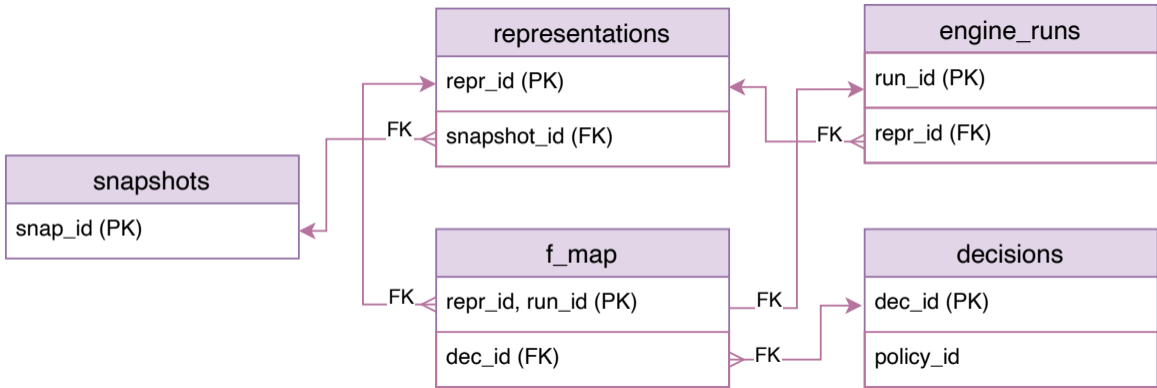 representations
repr_id (PK)
FK
snapshot_id (FK)
engine_runs
run_id (PK)
FK
repr_id (FK)
snapshots
snap_id (PK)
f_map
FK
repr_id, run_id (PK)
FK
dec_id (FK)
FK
decisions
dec_id (PK)
policy_id